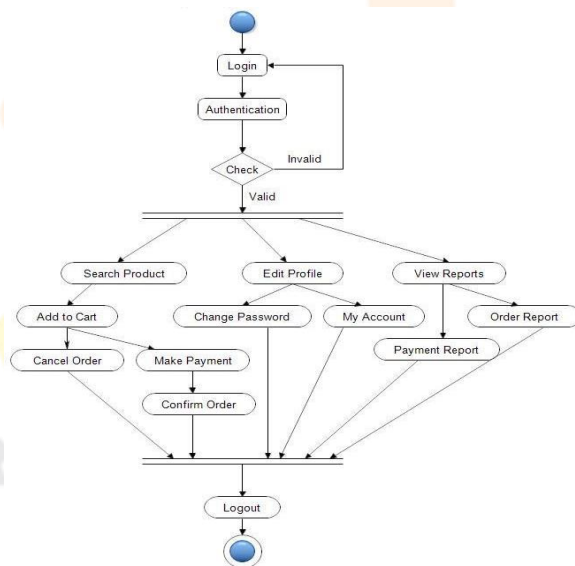 Login
Authentication
Invalid
Check
Valid
Search Product
Edit Profile
View Reports
Add to Cart
Change Password
My Account
Order Report
Cancel Order
Make Payment
Payment Report
Confirm Order
Logout